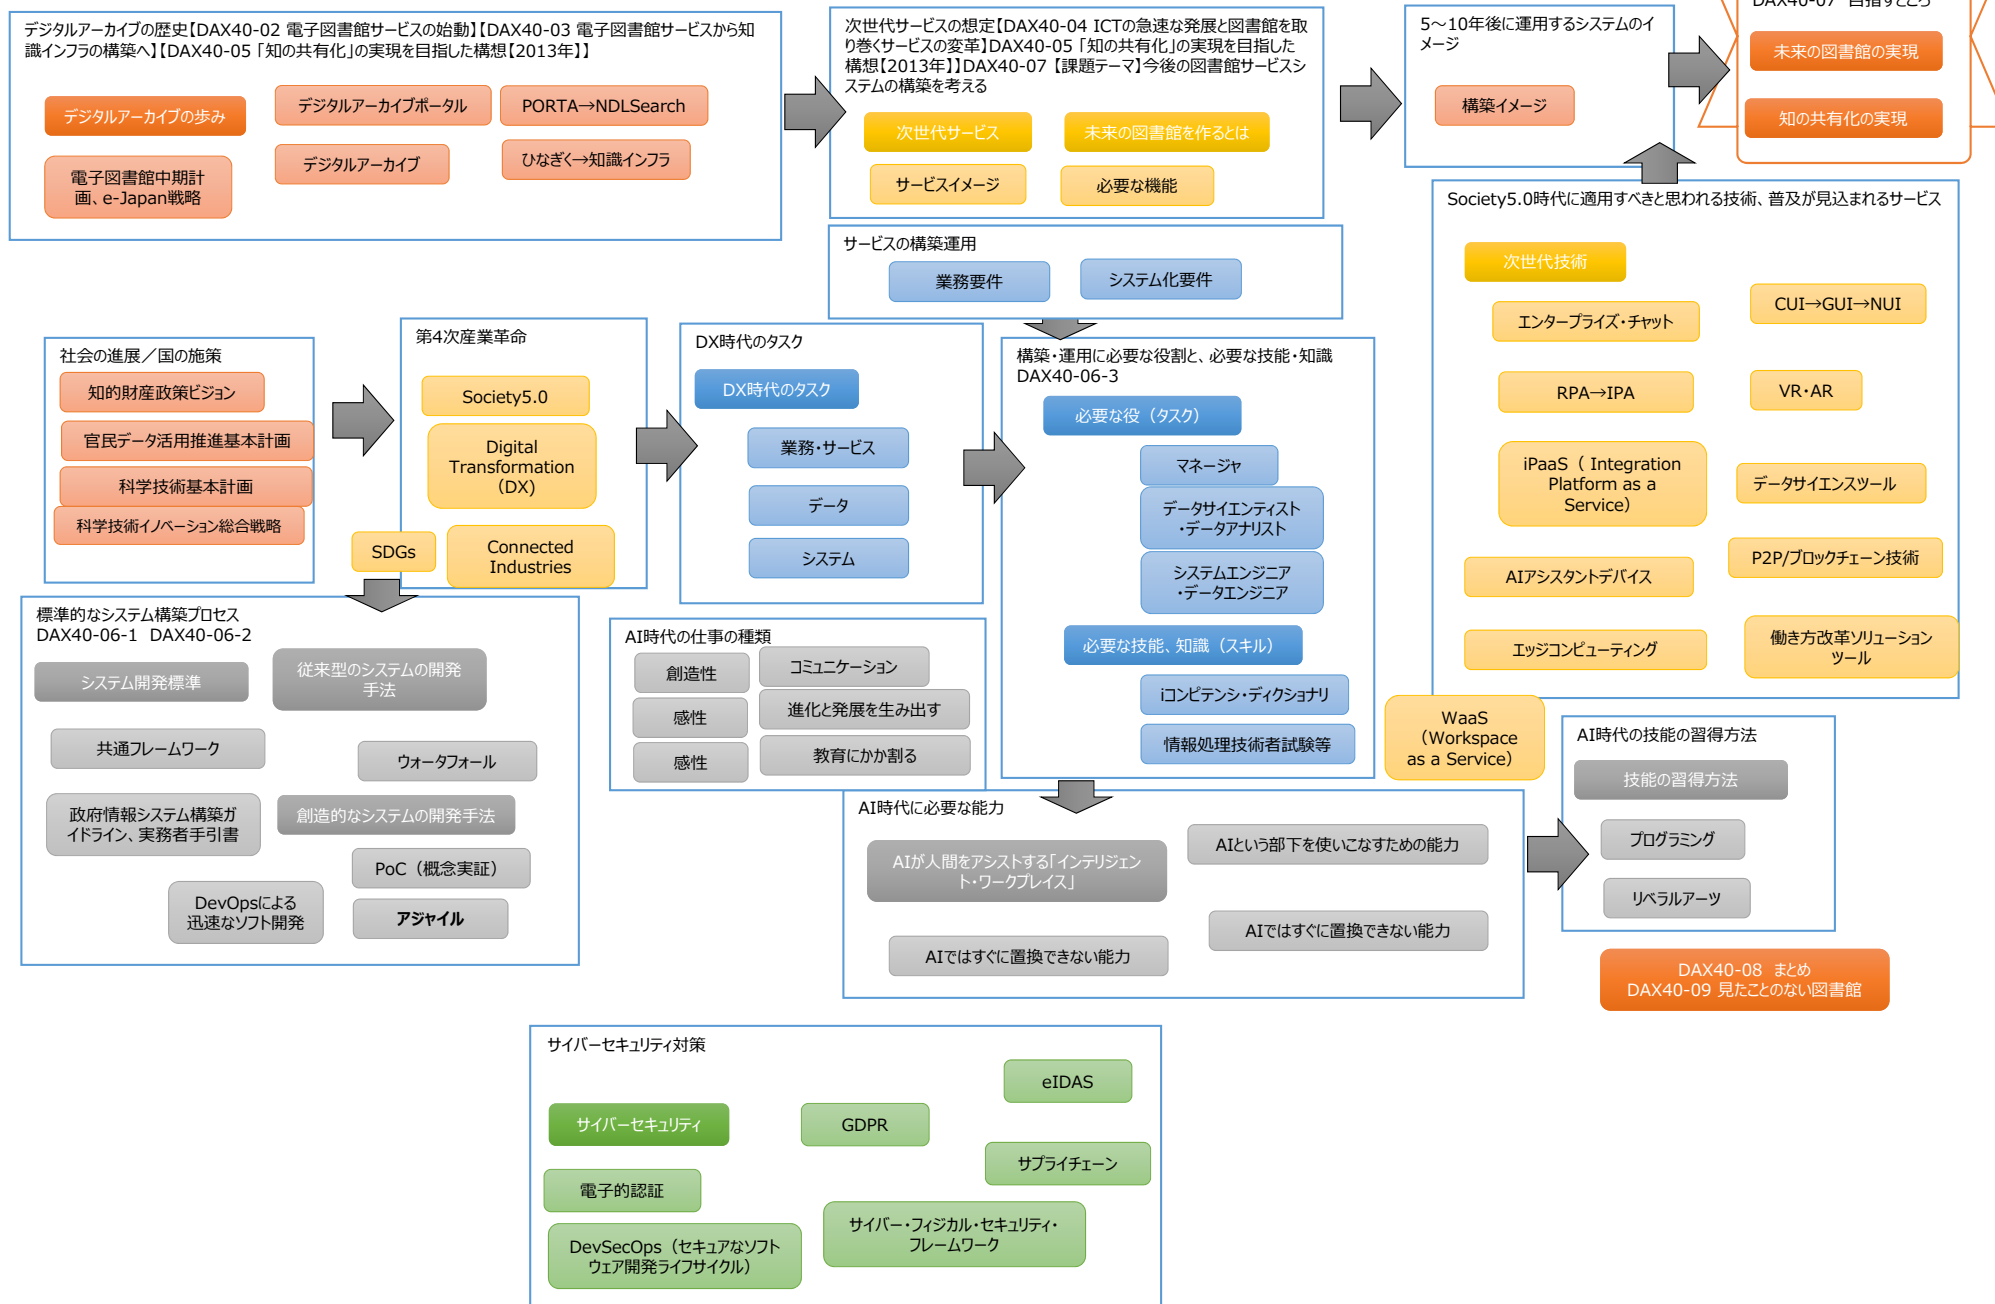 デジタルアーカイブの歴史【DAX40-02 電子図書館サービスの始動】【DAX40-03 電子図書館サービスから知
識インフラの構築へ】【DAX40-05 「知の共有化」の実現を目指した構想【2013年】】
デジタルアーカイブの歩み
デジタルアーカイブポータル
PORTA→NDLSearch
電子図書館中期計
画、e-Japan戦略
デジタルアーカイブ
ひなぎく→知識インフラ
次世代サービスの想定【DAX40-04 ICTの急速な発展と図書館を取
り巻くサービスの変革】DAX40-05 「知の共有化」の実現を目指した
構想【2013年】】DAX40-07 【課題テーマ】今後の図書館サービスシ
ステムの構築を考える
次世代サービス
未来の図書館を作るとは
サービスイメージ
必要な機能
5～10年後に運用するシステムのイ
メージ
構築イメージ
DAX40-07 目指すところ
未来の図書館の実現
知の共有化の実現
サービスの構築運用
業務要件
システム化要件
Society5.0時代に適用すべきと思われる技術、普及が見込まれるサービス
次世代技術
エンタープライズ・チャット
CUI→GUI→NUI
RPA→IPA
VR・AR
iPaaS（ Integration
Platform as a
Service）
データサイエンスツール
AIアシスタントデバイス
P2P/ブロックチェーン技術
エッジコンピューティング
働き方改革ソリューション
ツール
WaaS
（Workspace
as a Service）
社会の進展／国の施策
知的財産政策ビジョン
官民データ活用推進基本計画
科学技術基本計画
科学技術イノベーション総合戦略
第4次産業革命
Society5.0
Digital
Transformation
（DX)
SDGs
Connected
Industries
DX時代のタスク
DX時代のタスク
業務・サービス
データ
システム
構築・運用に必要な役割と、必要な技能・知識
DAX40-06-3
必要な役（タスク）
マネージャ
データサイエンティスト
・データアナリスト
システムエンジニア
・データエンジニア
必要な技能、知識（スキル）
iコンピテンシ・ディクショナリ
情報処理技術者試験等
標準的なシステム構築プロセス
DAX40-06-1 DAX40-06-2
システム開発標準
従来型のシステムの開発
手法
共通フレームワーク
ウォータフォール
政府情報システム構築ガ
イドライン、実務者手引書
創造的なシステムの開発手法
PoC（概念実証）
DevOpsによる
迅速なソフト開発
アジャイル
AI時代の仕事の種類
創造性
コミュニケーション
感性
進化と発展を生み出す
感性
教育にかか割る
AI時代に必要な能力
AIが人間をアシストする「インテリジェン
ト・ワークプレイス」
AIという部下を使いこなすための能力
AIではすぐに置換できない能力
AIではすぐに置換できない能力
AI時代の技能の習得方法
技能の習得方法
プログラミング
リベラルアーツ
DAX40-08 まとめ
DAX40-09 見たことのない図書館
サイバーセキュリティ対策
eIDAS
サイバーセキュリティ
GDPR
サプライチェーン
電子的認証
サイバー・フィジカル・セキュリティ・
フレームワーク
DevSecOps（セキュアなソフト
ウェア開発ライフサイクル）